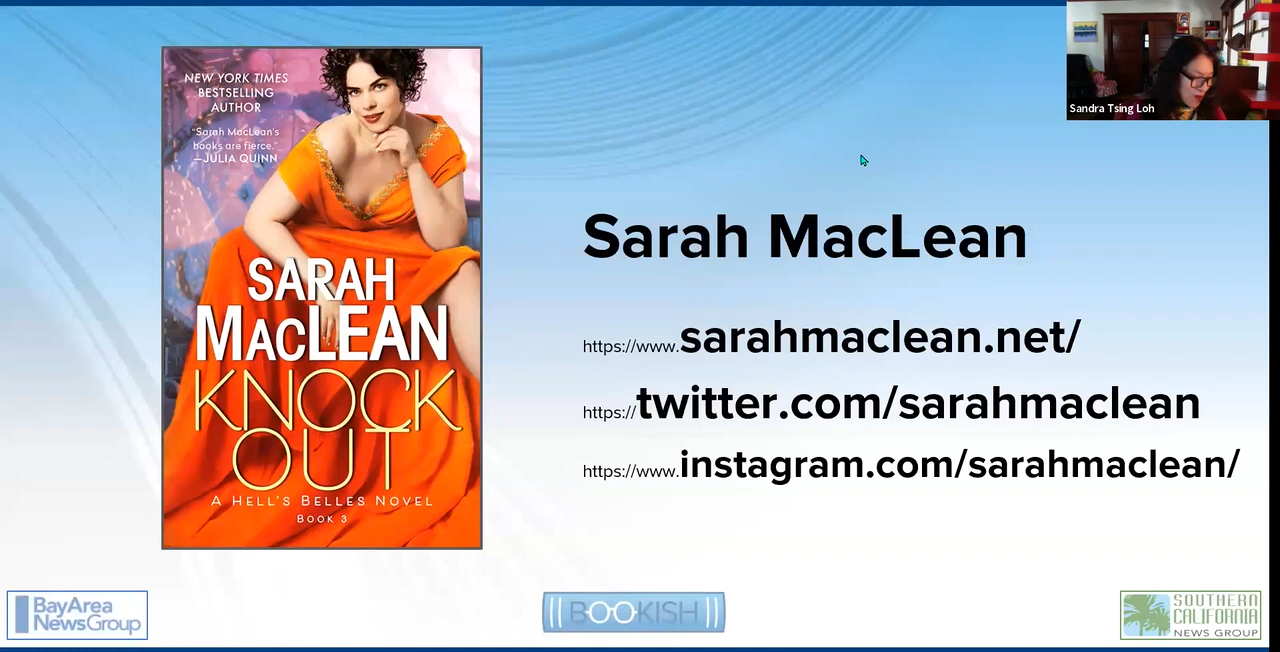 NEW YORK TIMES
BESTSELLING
AUTHOR
"Sarah MacLean's
books are fierce."
—JULIA QUINN
SARAH
MACLEAN
KNOCK
OUT
A HELL'S BELLES NOVEL
BOOK 3
Sandra Tsing Loh
Sarah MacLean
https://www.sarahmaclean.net/
https://twitter.com/sarahmaclean
https://www.instagram.com/sarahmaclean/
BayArea
NewsGroup
BOOKISH
SOUTHERN
CALIFORNIA
NEWS GROUP